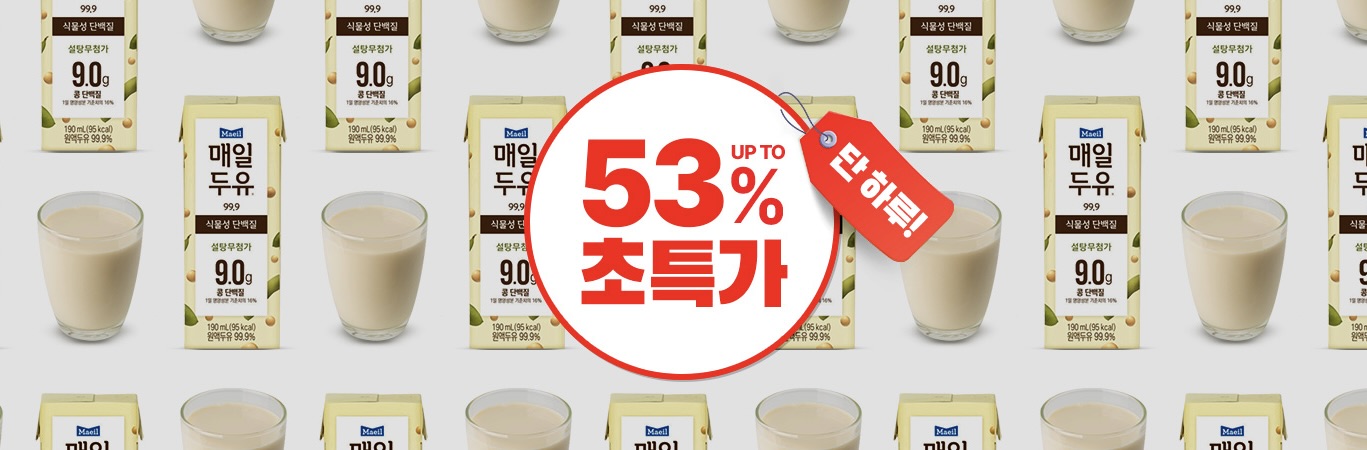 53 UP TO %
초특가
단 하루!
Maeil
매일
두유
99.9
식물성 단백질
설탕무첨가
9.0g
콩 단백질
1일 영양성분 기준치의 16%
190 mL(95 kcal)
원액두유 99.9%